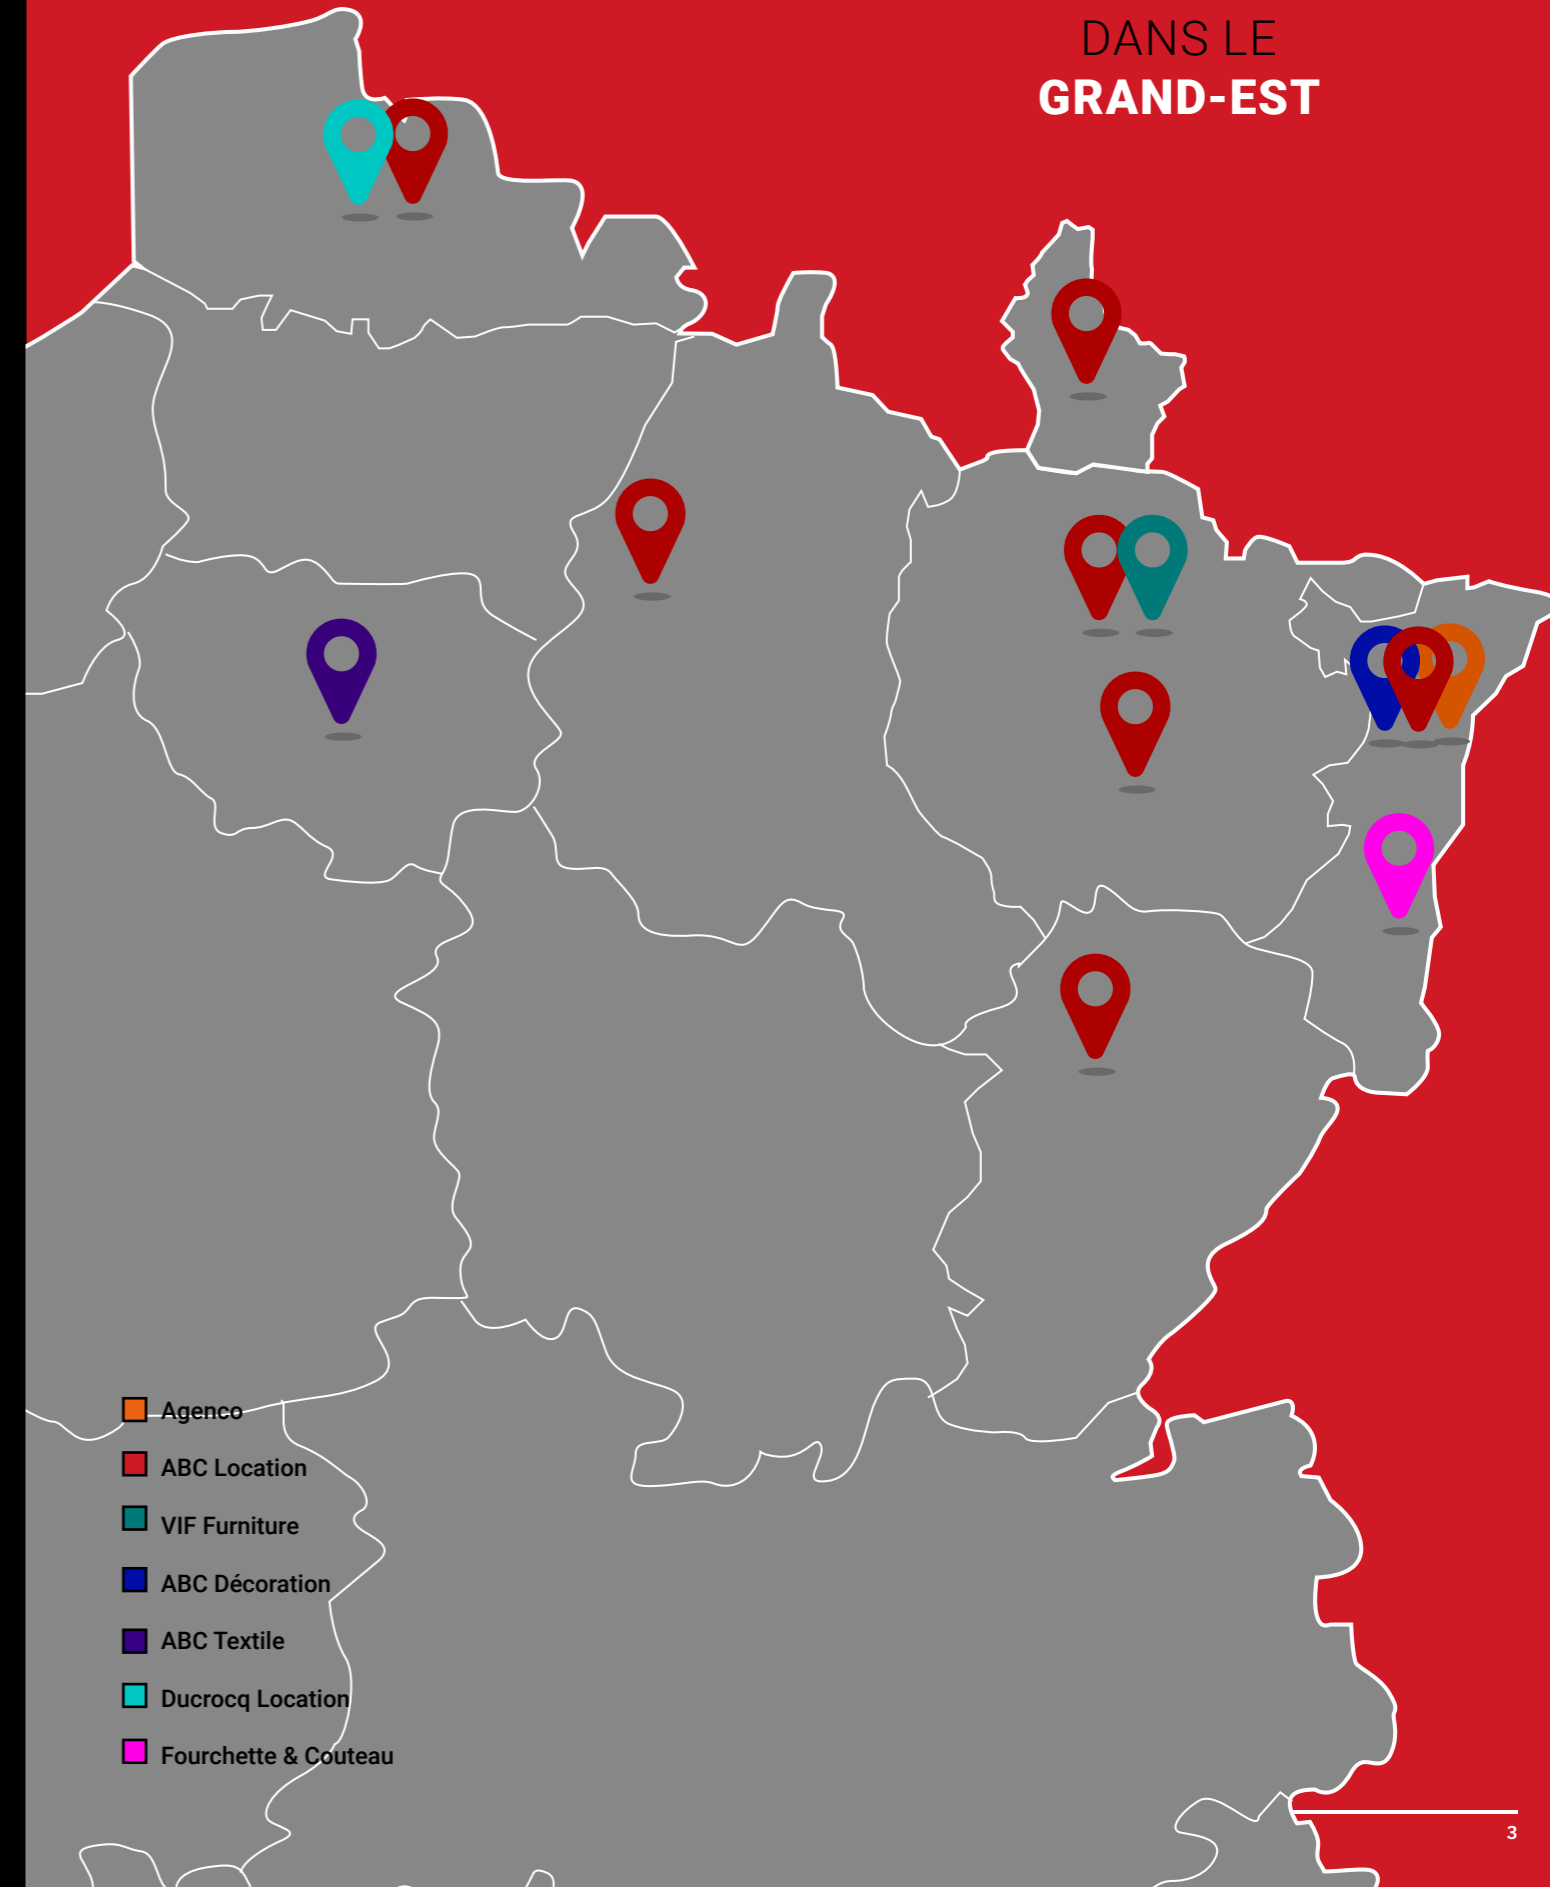 DANS LE
GRAND-EST
Agenco
ABC Location
VIF Furniture
ABC Décoration
ABC Textile
Ducrocq Location
Fourchette & Couteau
3